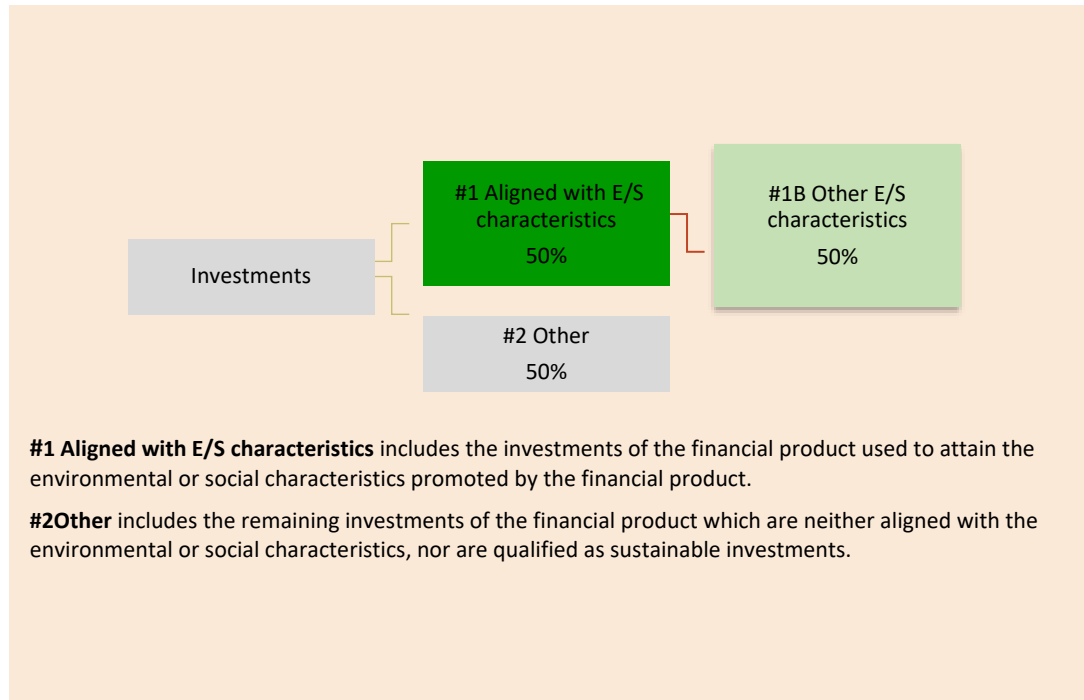 #1 Aligned with E/S
characteristics
50%
#1B Other E/S
characteristics
50%
Investments
#2 Other
50%
#1 Aligned with E/S characteristics includes the investments of the financial product used to attain the
environmental or social characteristics promoted by the financial product.
#2Other includes the remaining investments of the financial product which are neither aligned with the
environmental or social characteristics, nor are qualified as sustainable investments.